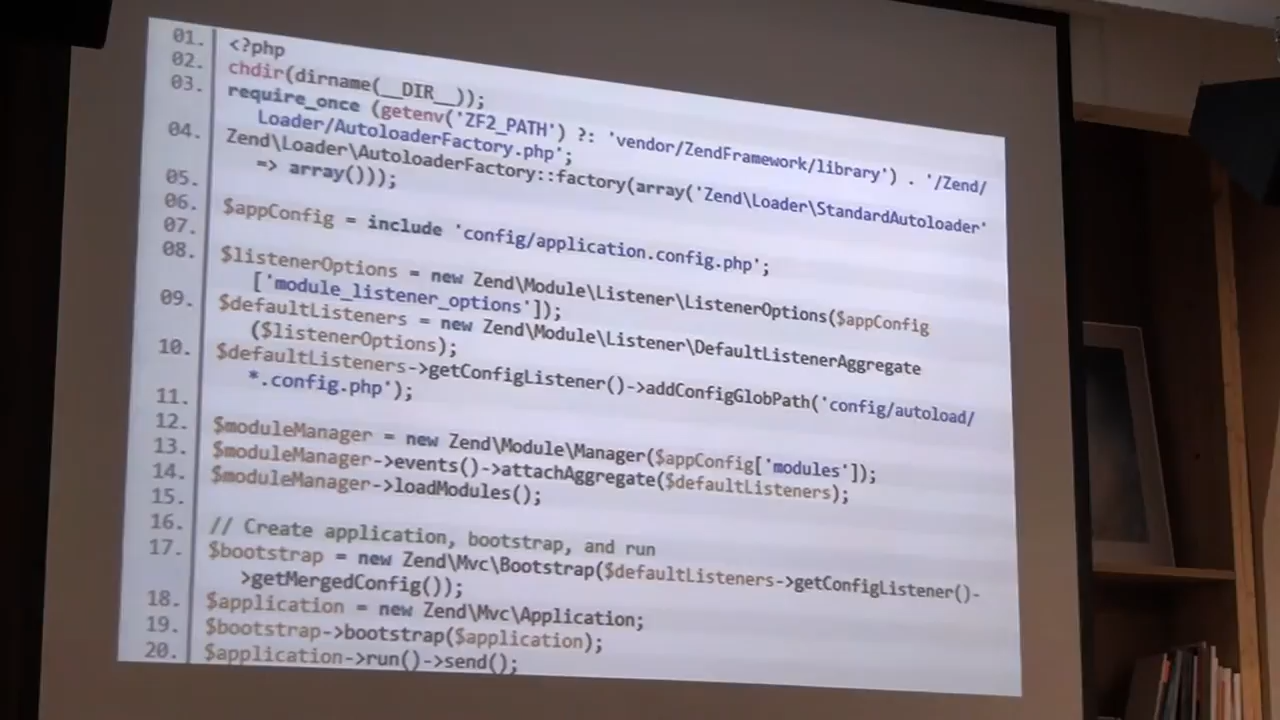 01. <?php
02. chdir(dirname(__DIR__));
03. require_once (getenv('ZF2_PATH') ?: 'vendor/ZendFramework/library') . '/Zend/
Loader/AutoloaderFactory.php';
04. Zend\Loader\AutoloaderFactory::factory(array('Zend\Loader\StandardAutoloader'
=> array()));
05.
06. $appConfig = include 'config/application.config.php';
07.
08. $listenerOptions = new Zend\Module\Listener\ListenerOptions($appConfig
['module_listener_options']);
09. $defaultListeners = new Zend\Module\Listener\DefaultListenerAggregate
($listenerOptions);
10. $defaultListeners->getConfigListener()->addConfigGlobPath('config/autoload/
*.config.php');
11.
12. $moduleManager = new Zend\Module\Manager($appConfig['modules']);
13. $moduleManager->events()->attachAggregate($defaultListeners);
14. $moduleManager->loadModules();
15.
16. // Create application, bootstrap, and run
17. $bootstrap = new Zend\Mvc\Bootstrap($defaultListeners->getConfigListener()-
>getMergedConfig());
18. $application = new Zend\Mvc\Application;
19. $bootstrap->bootstrap($application);
20. $application->run()->send();